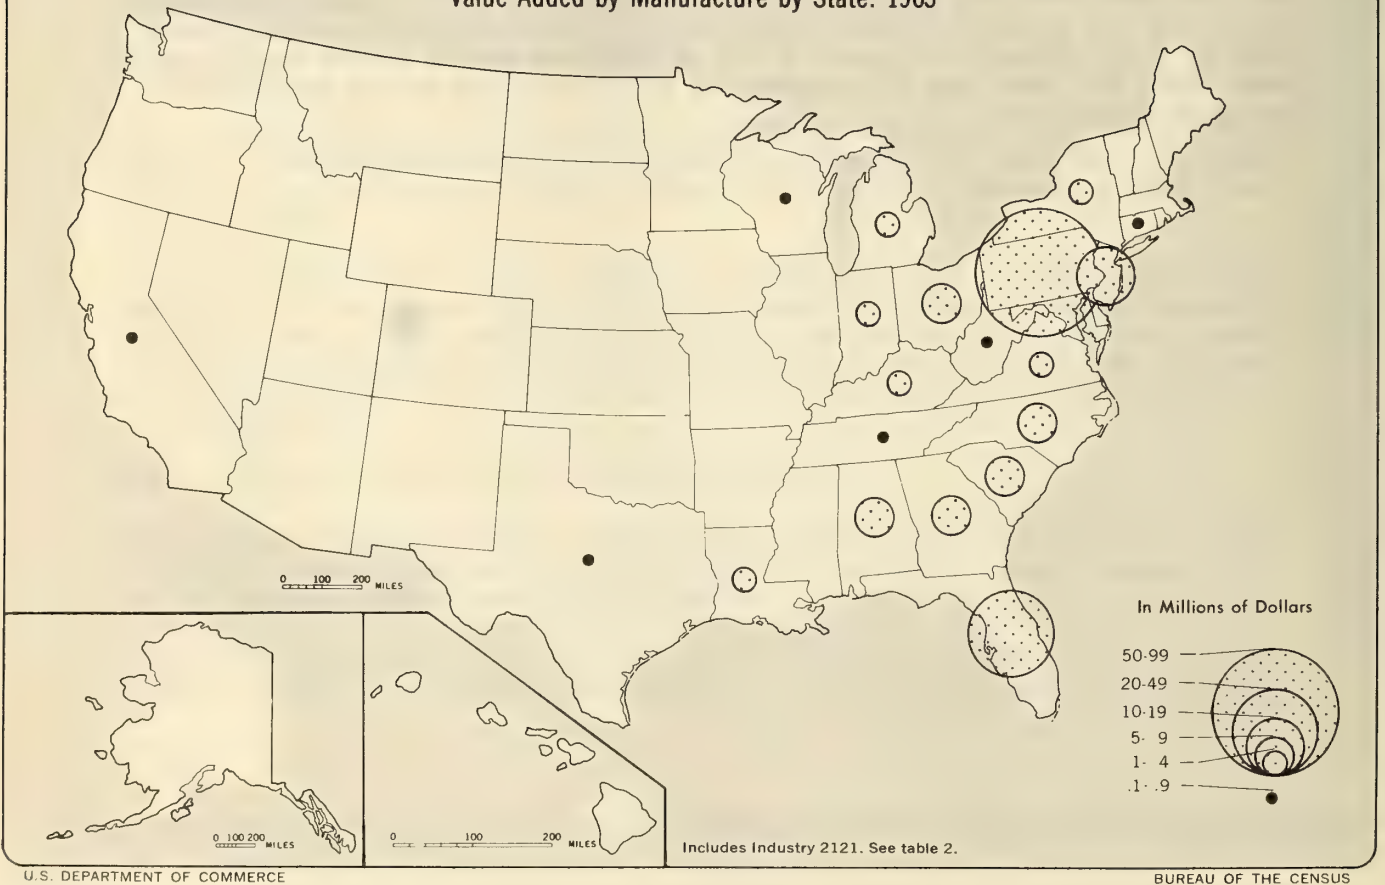 Value Added by Manufacture by State: 1963
0 100 200 MILES
In Millions of Dollars
50-99
20-49
10-19
5- 9
1- 4
.1- .9
0 100 200 MILES
0 100 200 MILES
Includes Industry 2121. See table 2.
U.S. DEPARTMENT OF COMMERCE
BUREAU OF THE CENSUS